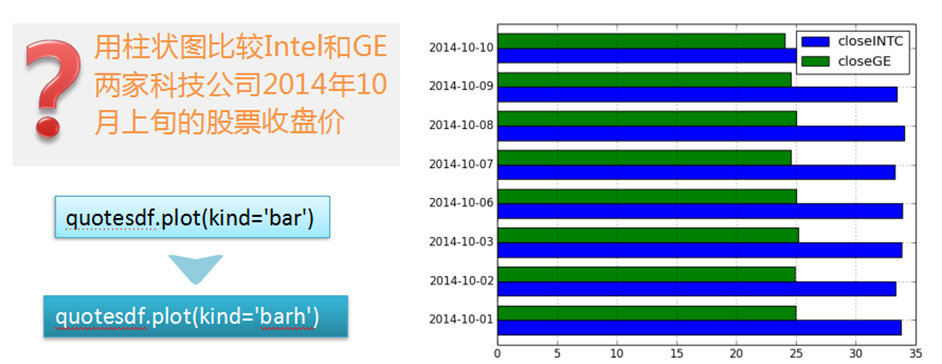 用柱状图比较Intel和GE
两家科技公司2014年10
月上旬的股票收盘价
quotesdf.plot(kind='bar')
quotesdf.plot(kind='barh')
closeINTC
closeGE
2014-10-10
2014-10-09
2014-10-08
2014-10-07
2014-10-06
2014-10-03
2014-10-02
2014-10-01
0 5 10 15 20 25 30 35